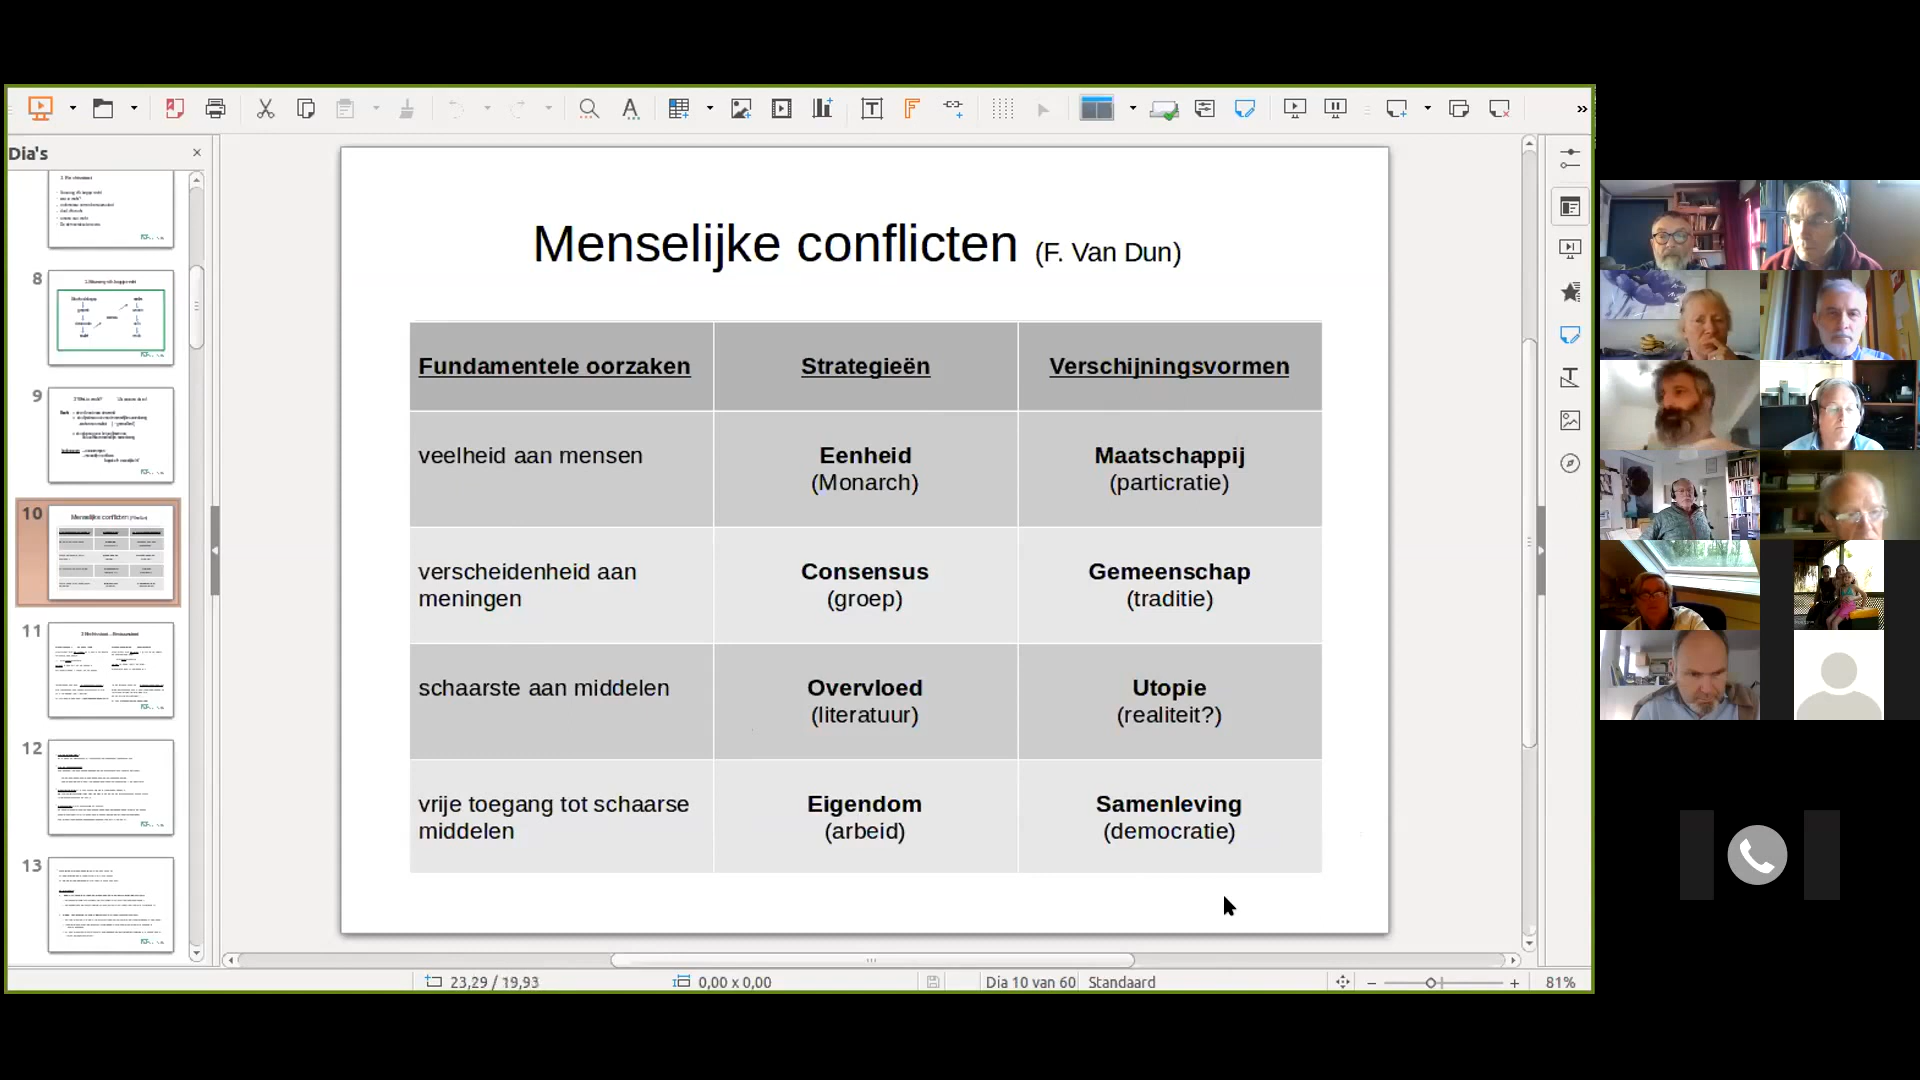 Dia's
8
9
10
11
12
13
Menselijke conflicten (F. Van Dun)
Fundamentele oorzaken Strategieën Verschijningsvormen
veelheid aan mensen Eenheid Maatschappij
(Monarch) (particratie)
verscheidenheid aan Consensus Gemeenschap
meningen (groep) (traditie)
schaarste aan middelen Overvloed Utopie
(literatuur) (realiteit?)
vrije toegang tot schaarse Eigendom Samenleving
middelen (arbeid) (democratie)
23,29 / 19,93 0,00 x 0,00 Dia 10 van 60 Standaard 81%